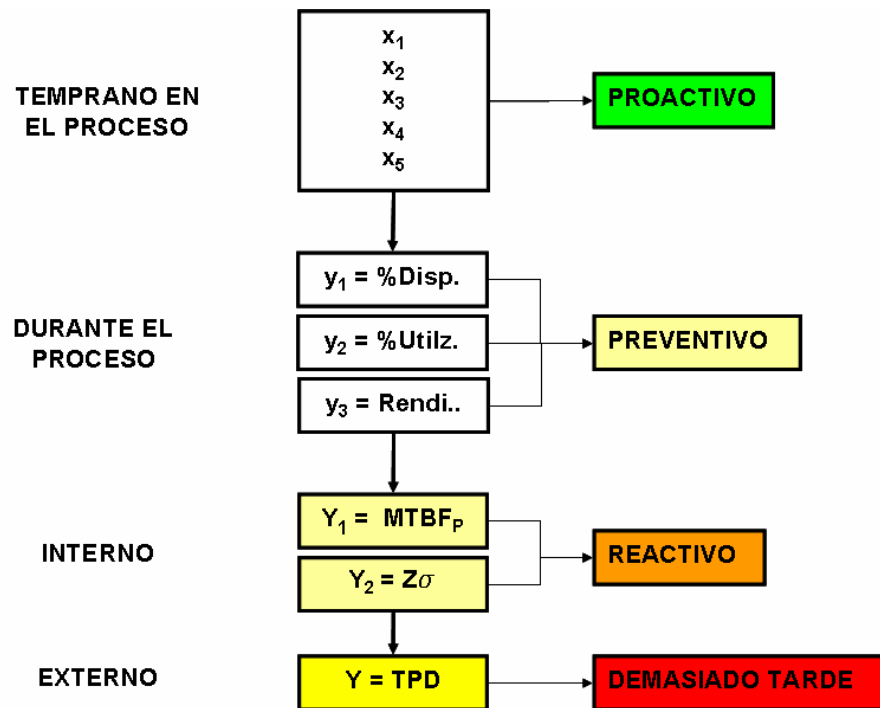 TEMPRANO EN
EL PROCESO
x₁
x₂
x₃
x₄
x₅
PROACTIVO
DURANTE EL
PROCESO
y₁ = %Disp.
y₂ = %Utilz.
y₃ = Rendi..
PREVENTIVO
INTERNO
Y₁ = MTBF_P
Y₂ = Zσ
REACTIVO
EXTERNO
Y = TPD
DEMASIADO TARDE